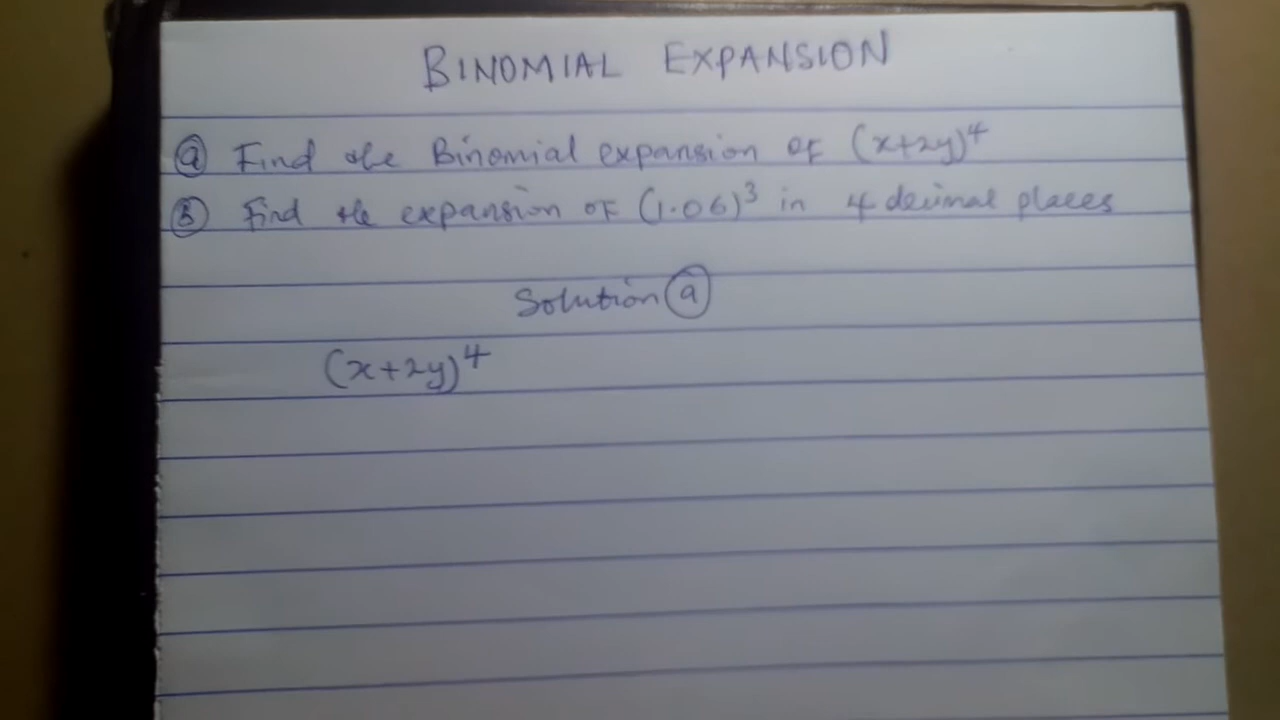 BINOMIAL EXPANSION
ⓐ Find the Binomial expansion of (x+2y)⁴
ⓑ Find the expansion of (1.06)³ in 4 decimal places
Solution ⓐ
(x+2y)⁴